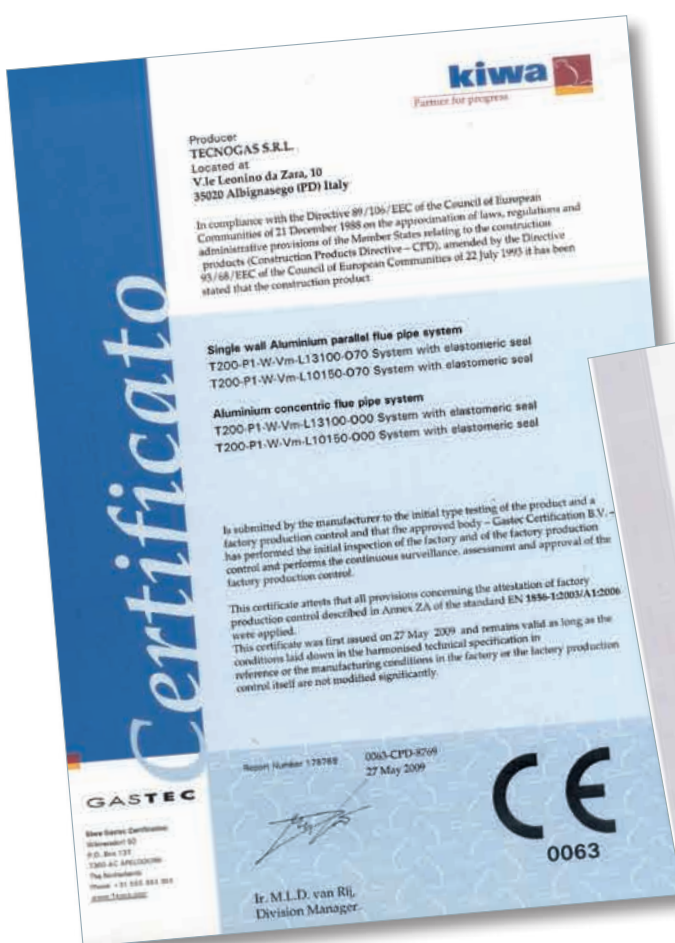 kiwa
Partner for progress
Producer
TECNOGAS S.R.L.
Located at
V.le Leonino da Zara, 10
35020 Albignasego (PD) Italy
In compliance with the Directive 89/106/EEC of the Council of European
Communities of 21 December 1988 on the approximation of laws, regulations and
administrative provisions of the Member States relating to the construction
products (Construction Products Directive – CPD), amended by the Directive
93/68/EEC of the Council of European Communities of 22 July 1993 it has been
stated that the construction product
Certificato
Single wall Aluminium parallel flue pipe system
T200-P1-W-Vm-L13100-O70 System with elastomeric seal
T200-P1-W-Vm-L10150-O70 System with elastomeric seal
Aluminium concentric flue pipe system
T200-P1-W-Vm-L13100-O00 System with elastomeric seal
T200-P1-W-Vm-L10150-O00 System with elastomeric seal
Is submitted by the manufacturer to the initial type testing of the product and a
factory production control and that the approved body – Gastec Certification B.V. –
has performed the initial inspection of the factory and of the factory production
control and performs the continuous surveillance, assessment and approval of the
factory production control.
This certificate attests that all provisions concerning the attestation of factory
production control described in Annex ZA of the standard EN 1856-1:2003/A1:2006
were applied.
This certificate was first issued on 27 May 2009 and remains valid as long as the
conditions laid down in the harmonised technical specification in
reference or the manufacturing conditions in the factory or the factory production
control itself are not modified significantly.
Report Number 178769
0063-CPD-8769
27 May 2009
GASTEC
Kiwa Gastec Certification
P.O. Box 137
7300 AC APELDOORN
The Netherlands
CE
0063
Ir. M.L.D. van Rij,
Division Manager